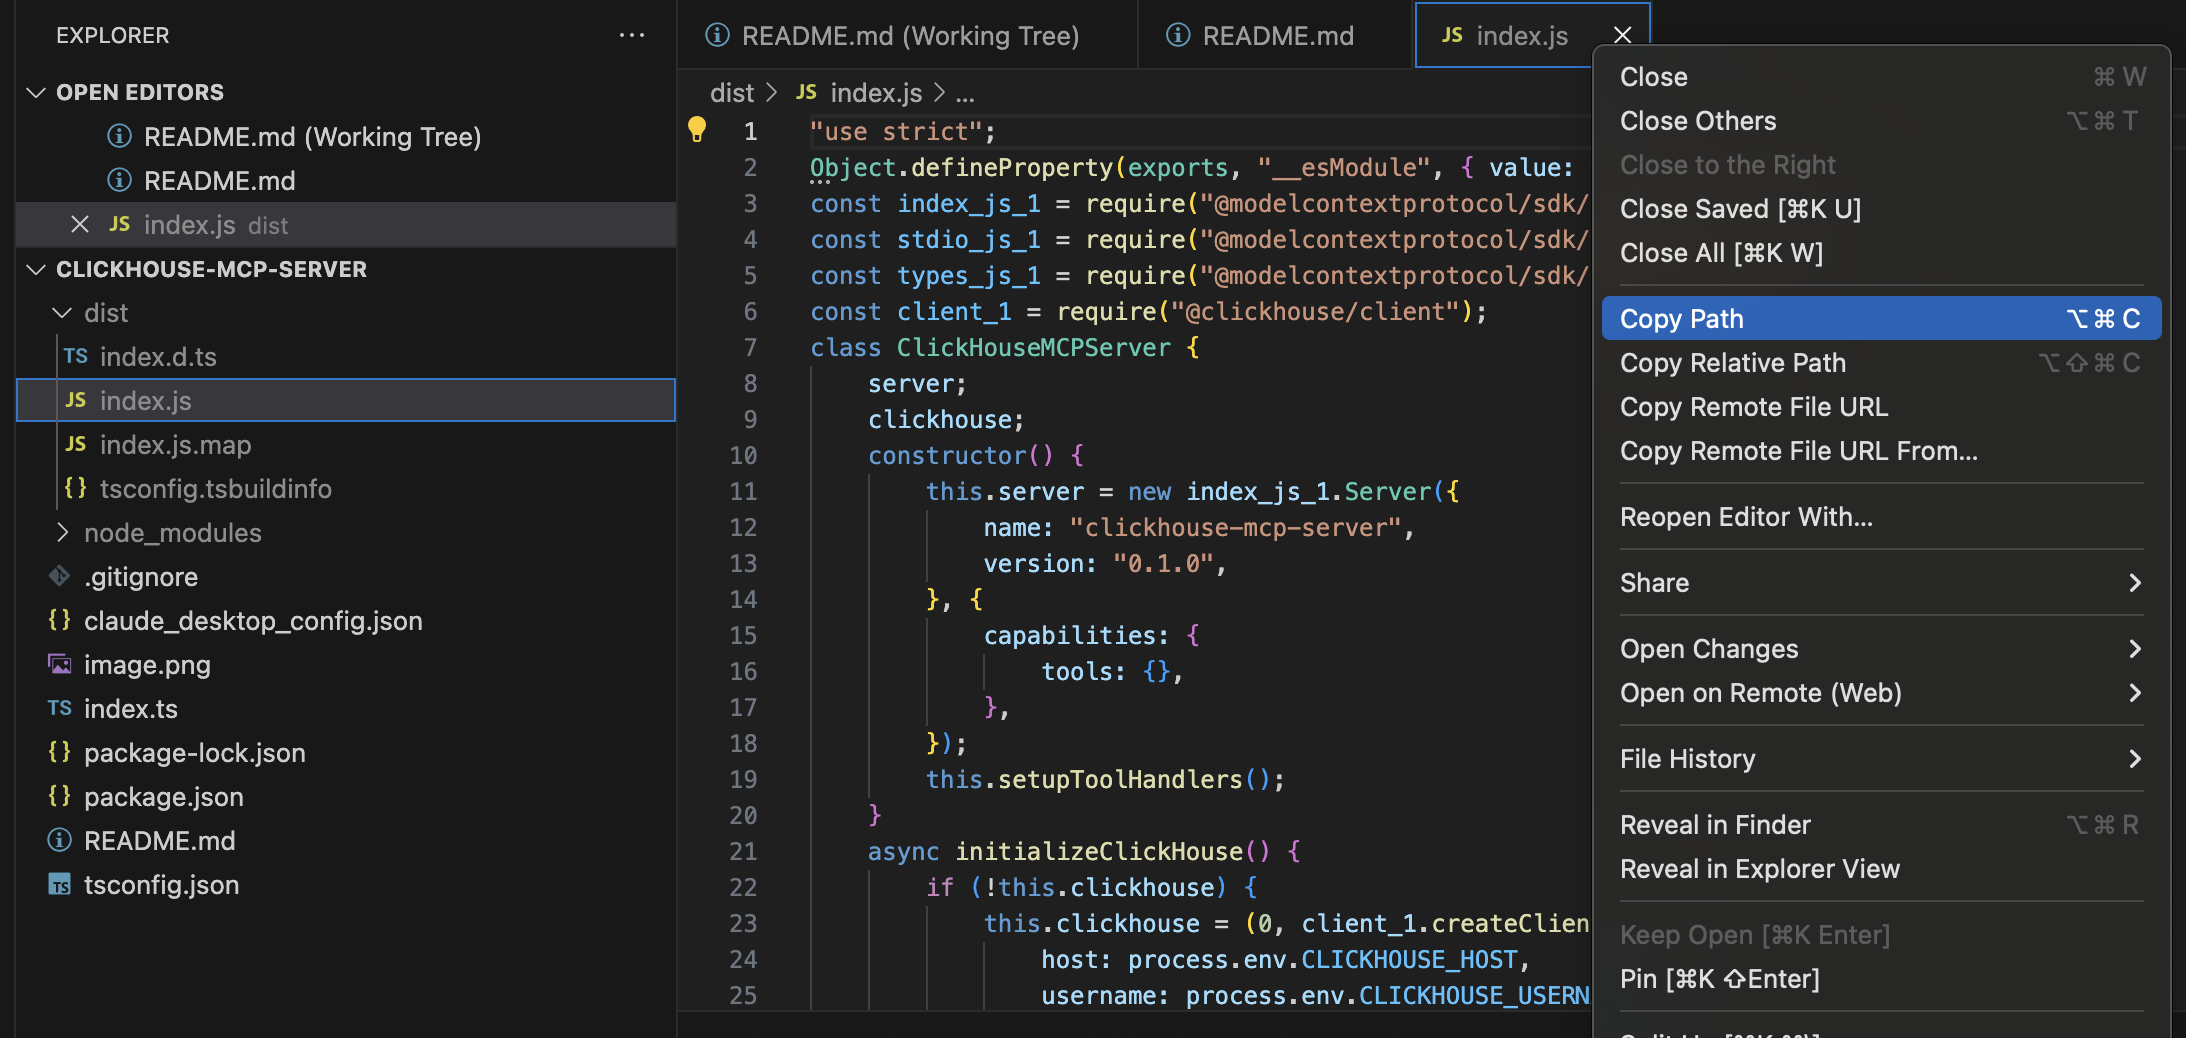 EXPLORER
OPEN EDITORS
README.md (Working Tree)
README.md
JS index.js dist
CLICKHOUSE-MCP-SERVER
dist
TS index.d.ts
JS index.js
JS index.js.map
{} tsconfig.tsbuildinfo
node_modules
.gitignore
{} claude_desktop_config.json
image.png
TS index.ts
{} package-lock.json
{} package.json
README.md
TS tsconfig.json
README.md (Working Tree)
README.md
JS index.js
dist > JS index.js > ...
1 "use strict";
2 Object.defineProperty(exports, "__esModule", { value:
3 const index_js_1 = require("@modelcontextprotocol/sdk/
4 const stdio_js_1 = require("@modelcontextprotocol/sdk/
5 const types_js_1 = require("@modelcontextprotocol/sdk/
6 const client_1 = require("@clickhouse/client");
7 class ClickHouseMCPServer {
8 server;
9 clickhouse;
10 constructor() {
11 this.server = new index_js_1.Server({
12 name: "clickhouse-mcp-server",
13 version: "0.1.0",
14 }, {
15 capabilities: {
16 tools: {},
17 },
18 });
19 this.setupToolHandlers();
20 }
21 async initializeClickHouse() {
22 if (!this.clickhouse) {
23 this.clickhouse = (0, client_1.createClien
24 host: process.env.CLICKHOUSE_HOST,
25 username: process.env.CLICKHOUSE_USERN
Close ⌘ W
Close Others ⌥ ⌘ T
Close to the Right
Close Saved [⌘K U]
Close All [⌘K W]
Copy Path ⌥ ⌘ C
Copy Relative Path ⌥ ⇧ ⌘ C
Copy Remote File URL
Copy Remote File URL From...
Reopen Editor With...
Share
Open Changes
Open on Remote (Web)
File History
Reveal in Finder ⌥ ⌘ R
Reveal in Explorer View
Keep Open [⌘K Enter]
Pin [⌘K ⇧Enter]